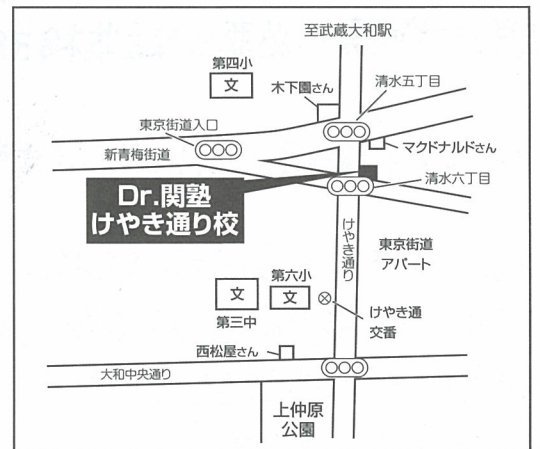 至武蔵大和駅
第四小
文
木下園さん
清水五丁目
東京街道入口
新青梅街道
マクドナルドさん
Dr.関塾
けやき通り校
清水六丁目
けやき通り
東京街道
アパート
第六小
文
文
第三中
けやき通
交番
西松屋さん
大和中央通り
上仲原
公園